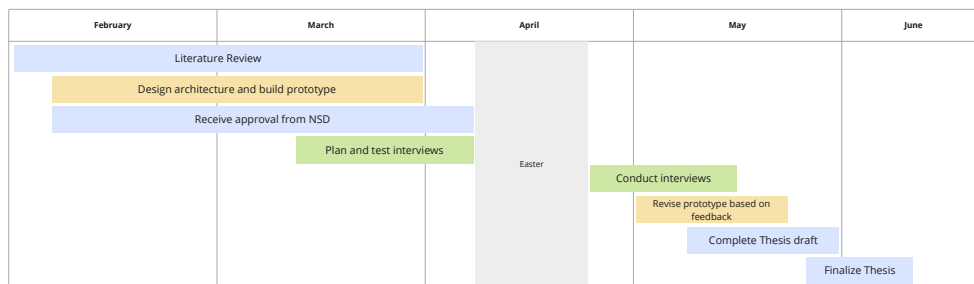 February
March
April
May
June
Literature Review
Design architecture and build prototype
Receive approval from NSD
Plan and test interviews
Easter
Conduct interviews
Revise prototype based on
feedback
Complete Thesis draft
Finalize Thesis